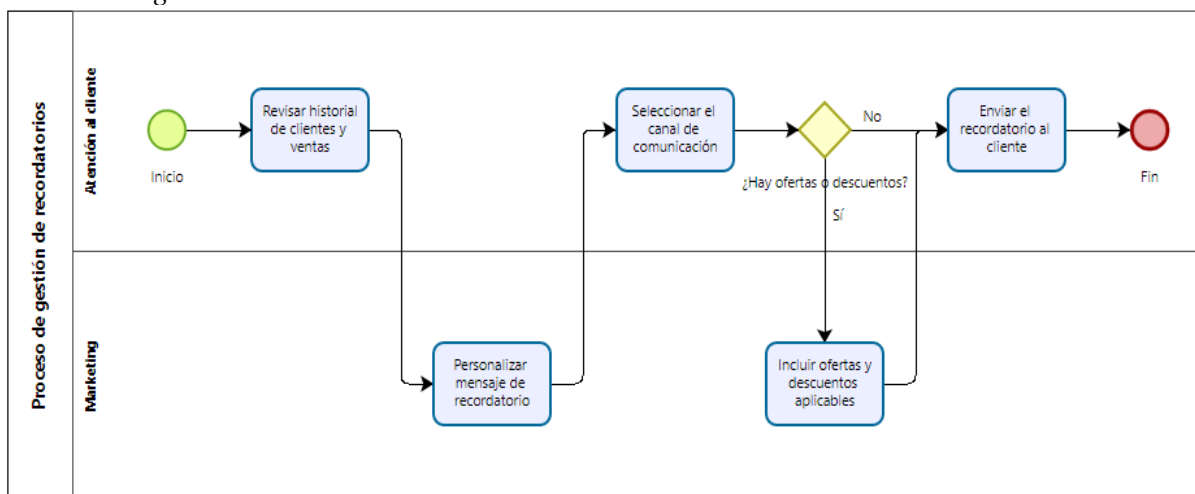 Proceso de gestión de recordatorios
Atención al cliente
Inicio
Revisar historial
de clientes y
ventas
Seleccionar el
canal de
comunicación
No
¿Hay ofertas o descuentos?
Sí
Enviar el
recordatorio al
cliente
Fin
Marketing
Personalizar
mensaje de
recordatorio
Incluir ofertas y
descuentos
aplicables